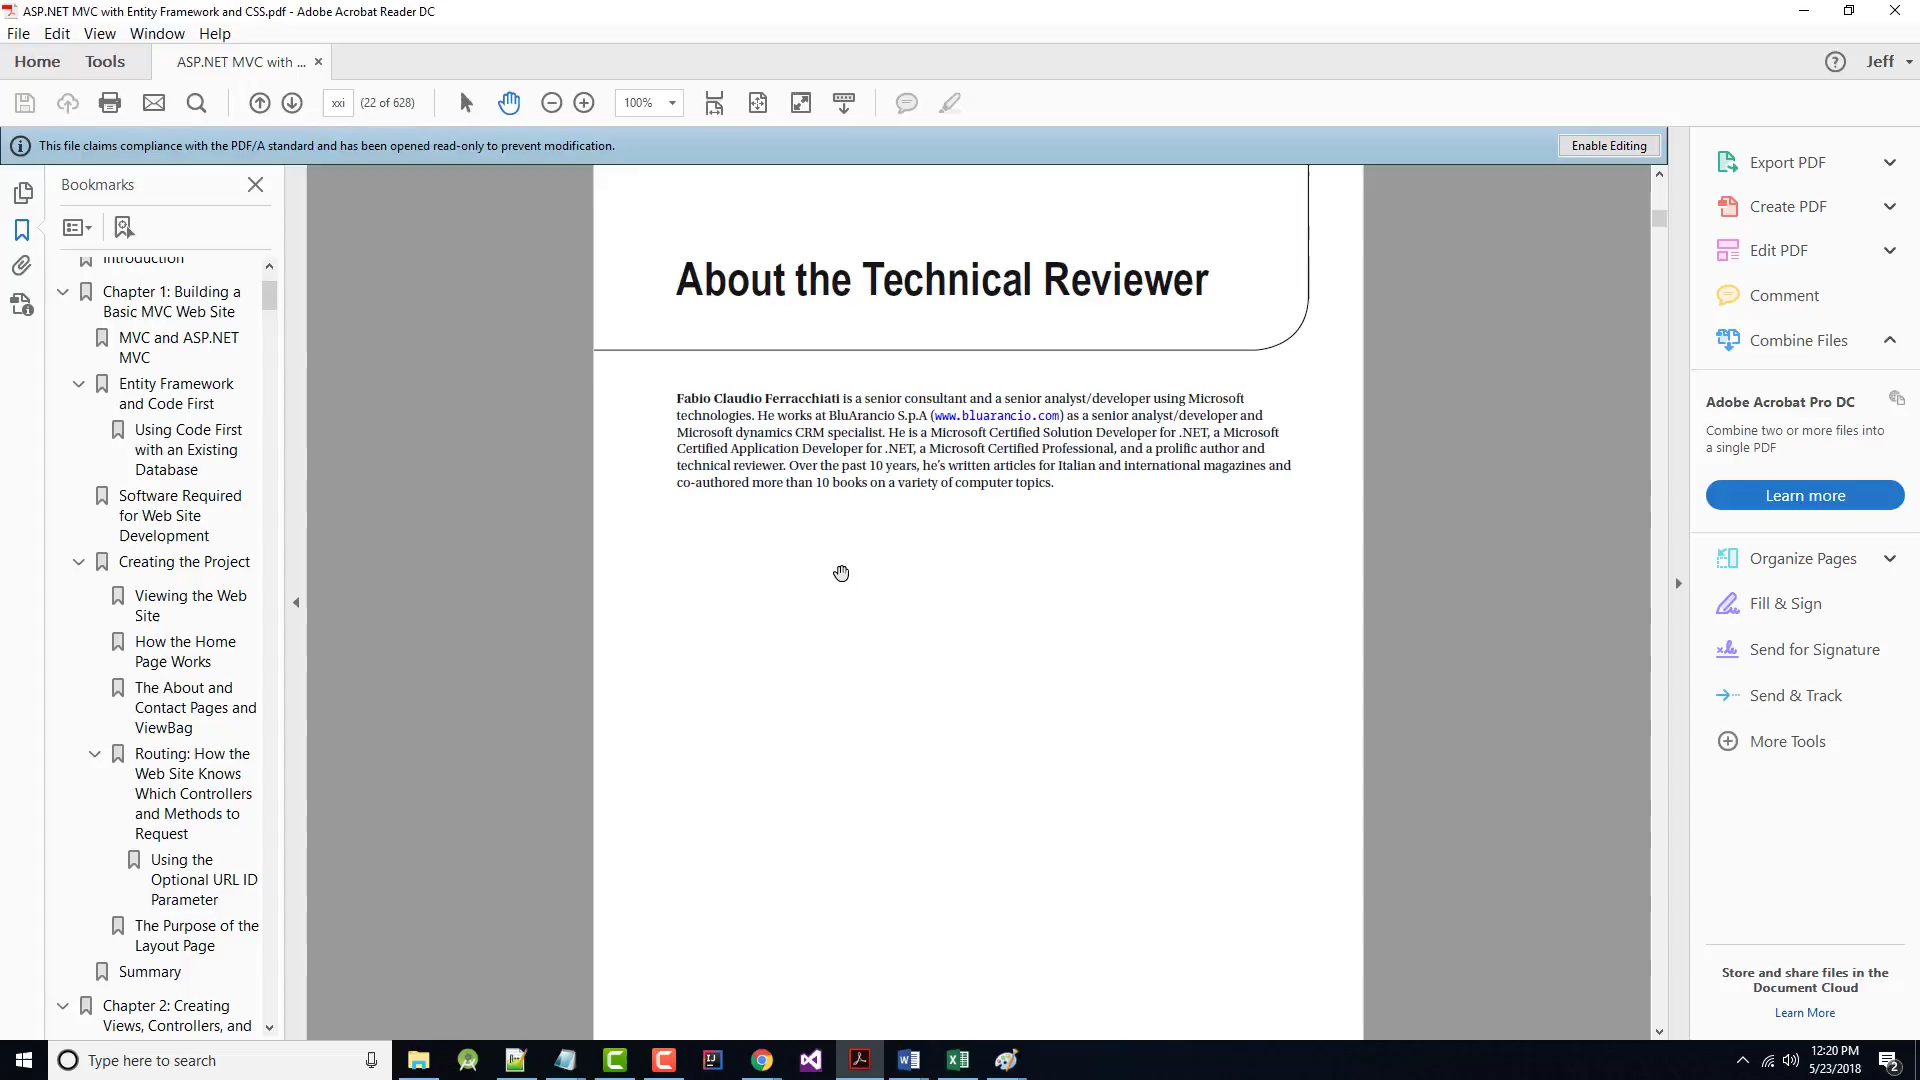 ASP.NET MVC with Entity Framework and CSS.pdf - Adobe Acrobat Reader DC
File Edit View Window Help
Home Tools ASP.NET MVC with ... × Jeff
xxi (22 of 628) 100%
This file claims compliance with the PDF/A standard and has been opened read-only to prevent modification. Enable Editing
Bookmarks
Introduction
Chapter 1: Building a
Basic MVC Web Site
MVC and ASP.NET
MVC
Entity Framework
and Code First
Using Code First
with an Existing
Database
Software Required
for Web Site
Development
Creating the Project
Viewing the Web
Site
How the Home
Page Works
The About and
Contact Pages and
ViewBag
Routing: How the
Web Site Knows
Which Controllers
and Methods to
Request
Using the
Optional URL ID
Parameter
The Purpose of the
Layout Page
Summary
Chapter 2: Creating
Views, Controllers, and
About the Technical Reviewer
Fabio Claudio Ferracchiati is a senior consultant and a senior analyst/developer using Microsoft
technologies. He works at BluArancio S.p.A (www.bluarancio.com) as a senior analyst/developer and
Microsoft dynamics CRM specialist. He is a Microsoft Certified Solution Developer for .NET, a Microsoft
Certified Application Developer for .NET, a Microsoft Certified Professional, and a prolific author and
technical reviewer. Over the past 10 years, he's written articles for Italian and international magazines and
co-authored more than 10 books on a variety of computer topics.
Export PDF
Create PDF
Edit PDF
Comment
Combine Files
Adobe Acrobat Pro DC
Combine two or more files into
a single PDF
Learn more
Organize Pages
Fill & Sign
Send for Signature
Send & Track
More Tools
Store and share files in the
Document Cloud
Learn More
Type here to search
12:20 PM
5/23/2018
2